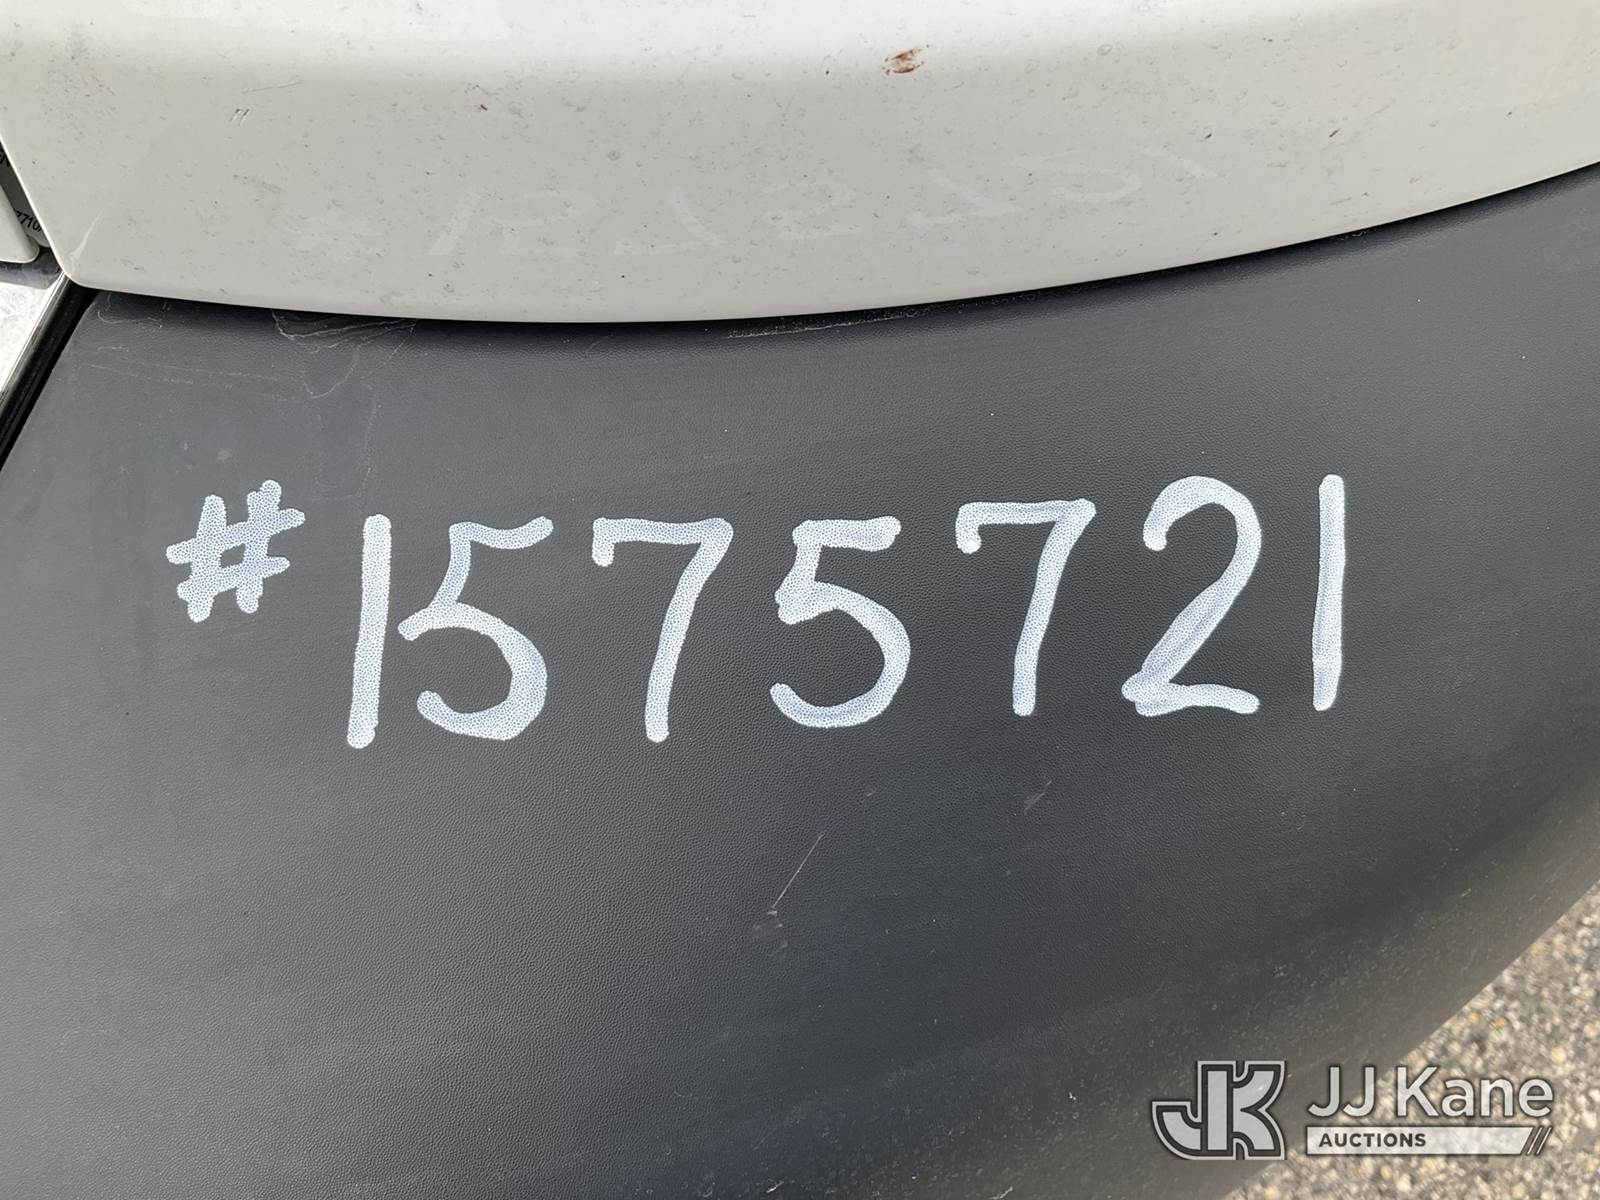 #1575721
JJ Kane
AUCTIONS